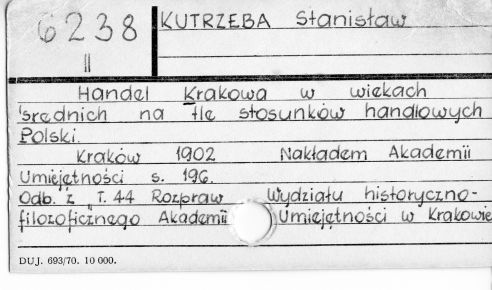 6238
II
KUTRZEBA Stanisław
Handel Krakowa w wiekach
średnich na tle stosunków handlowych
Polski.
Kraków 1902 Nakładem Akademii
Umiejętności s. 196.
Odb. z T. 44 Rozpraw Wydziału historyczno-
filozoficznego Akademii Umiejętności w Krakowie
DUJ. 693/70. 10 000.